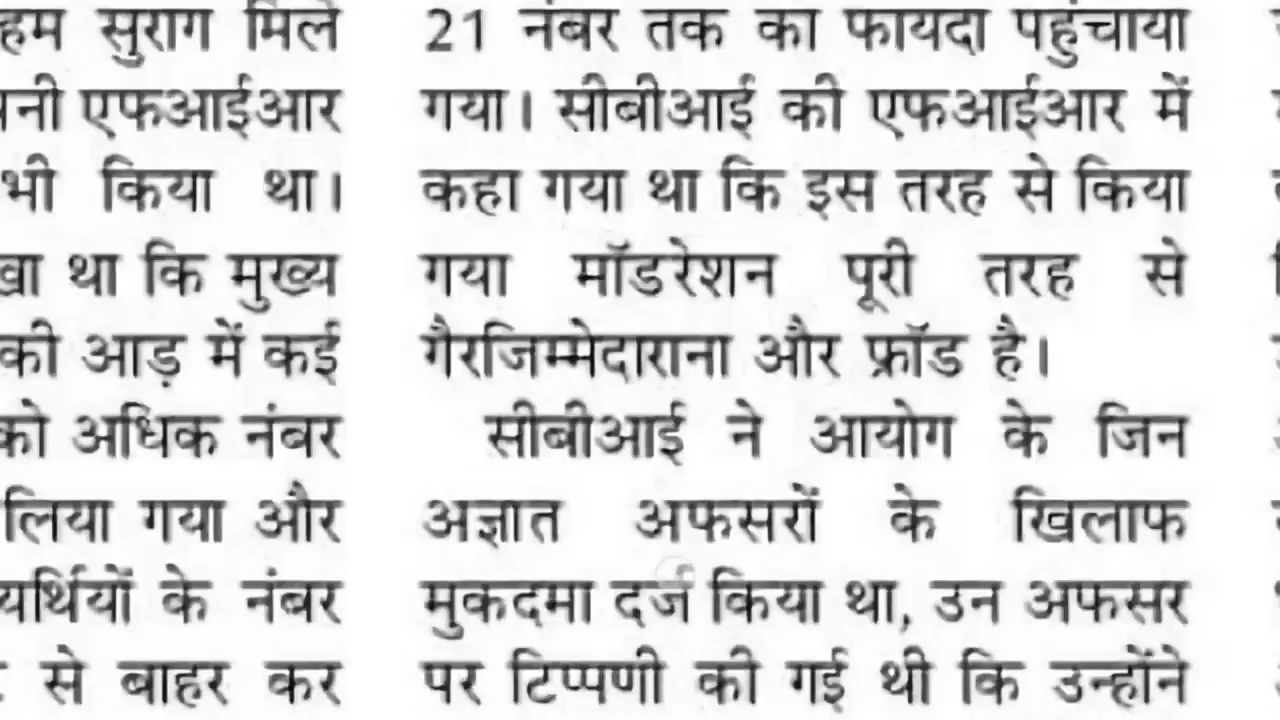 हम सुराग मिले
एफआईआर
भी किया था।
था कि मुख्य
की आड़ में कई
को अधिक नंबर
लिया गया और
के नंबर
से बाहर कर
21 नंबर तक का फायदा पहुंचाया
गया। सीबीआई की एफआईआर में
कहा गया था कि इस तरह से किया
गया मॉडरेशन पूरी तरह से
गैरजिम्मेदाराना और फ्रॉड है।
सीबीआई ने आयोग के जिन
अज्ञात अफसरों के खिलाफ
मुकदमा दर्ज किया था, उन अफसर
पर टिप्पणी की गई थी कि उन्होंने